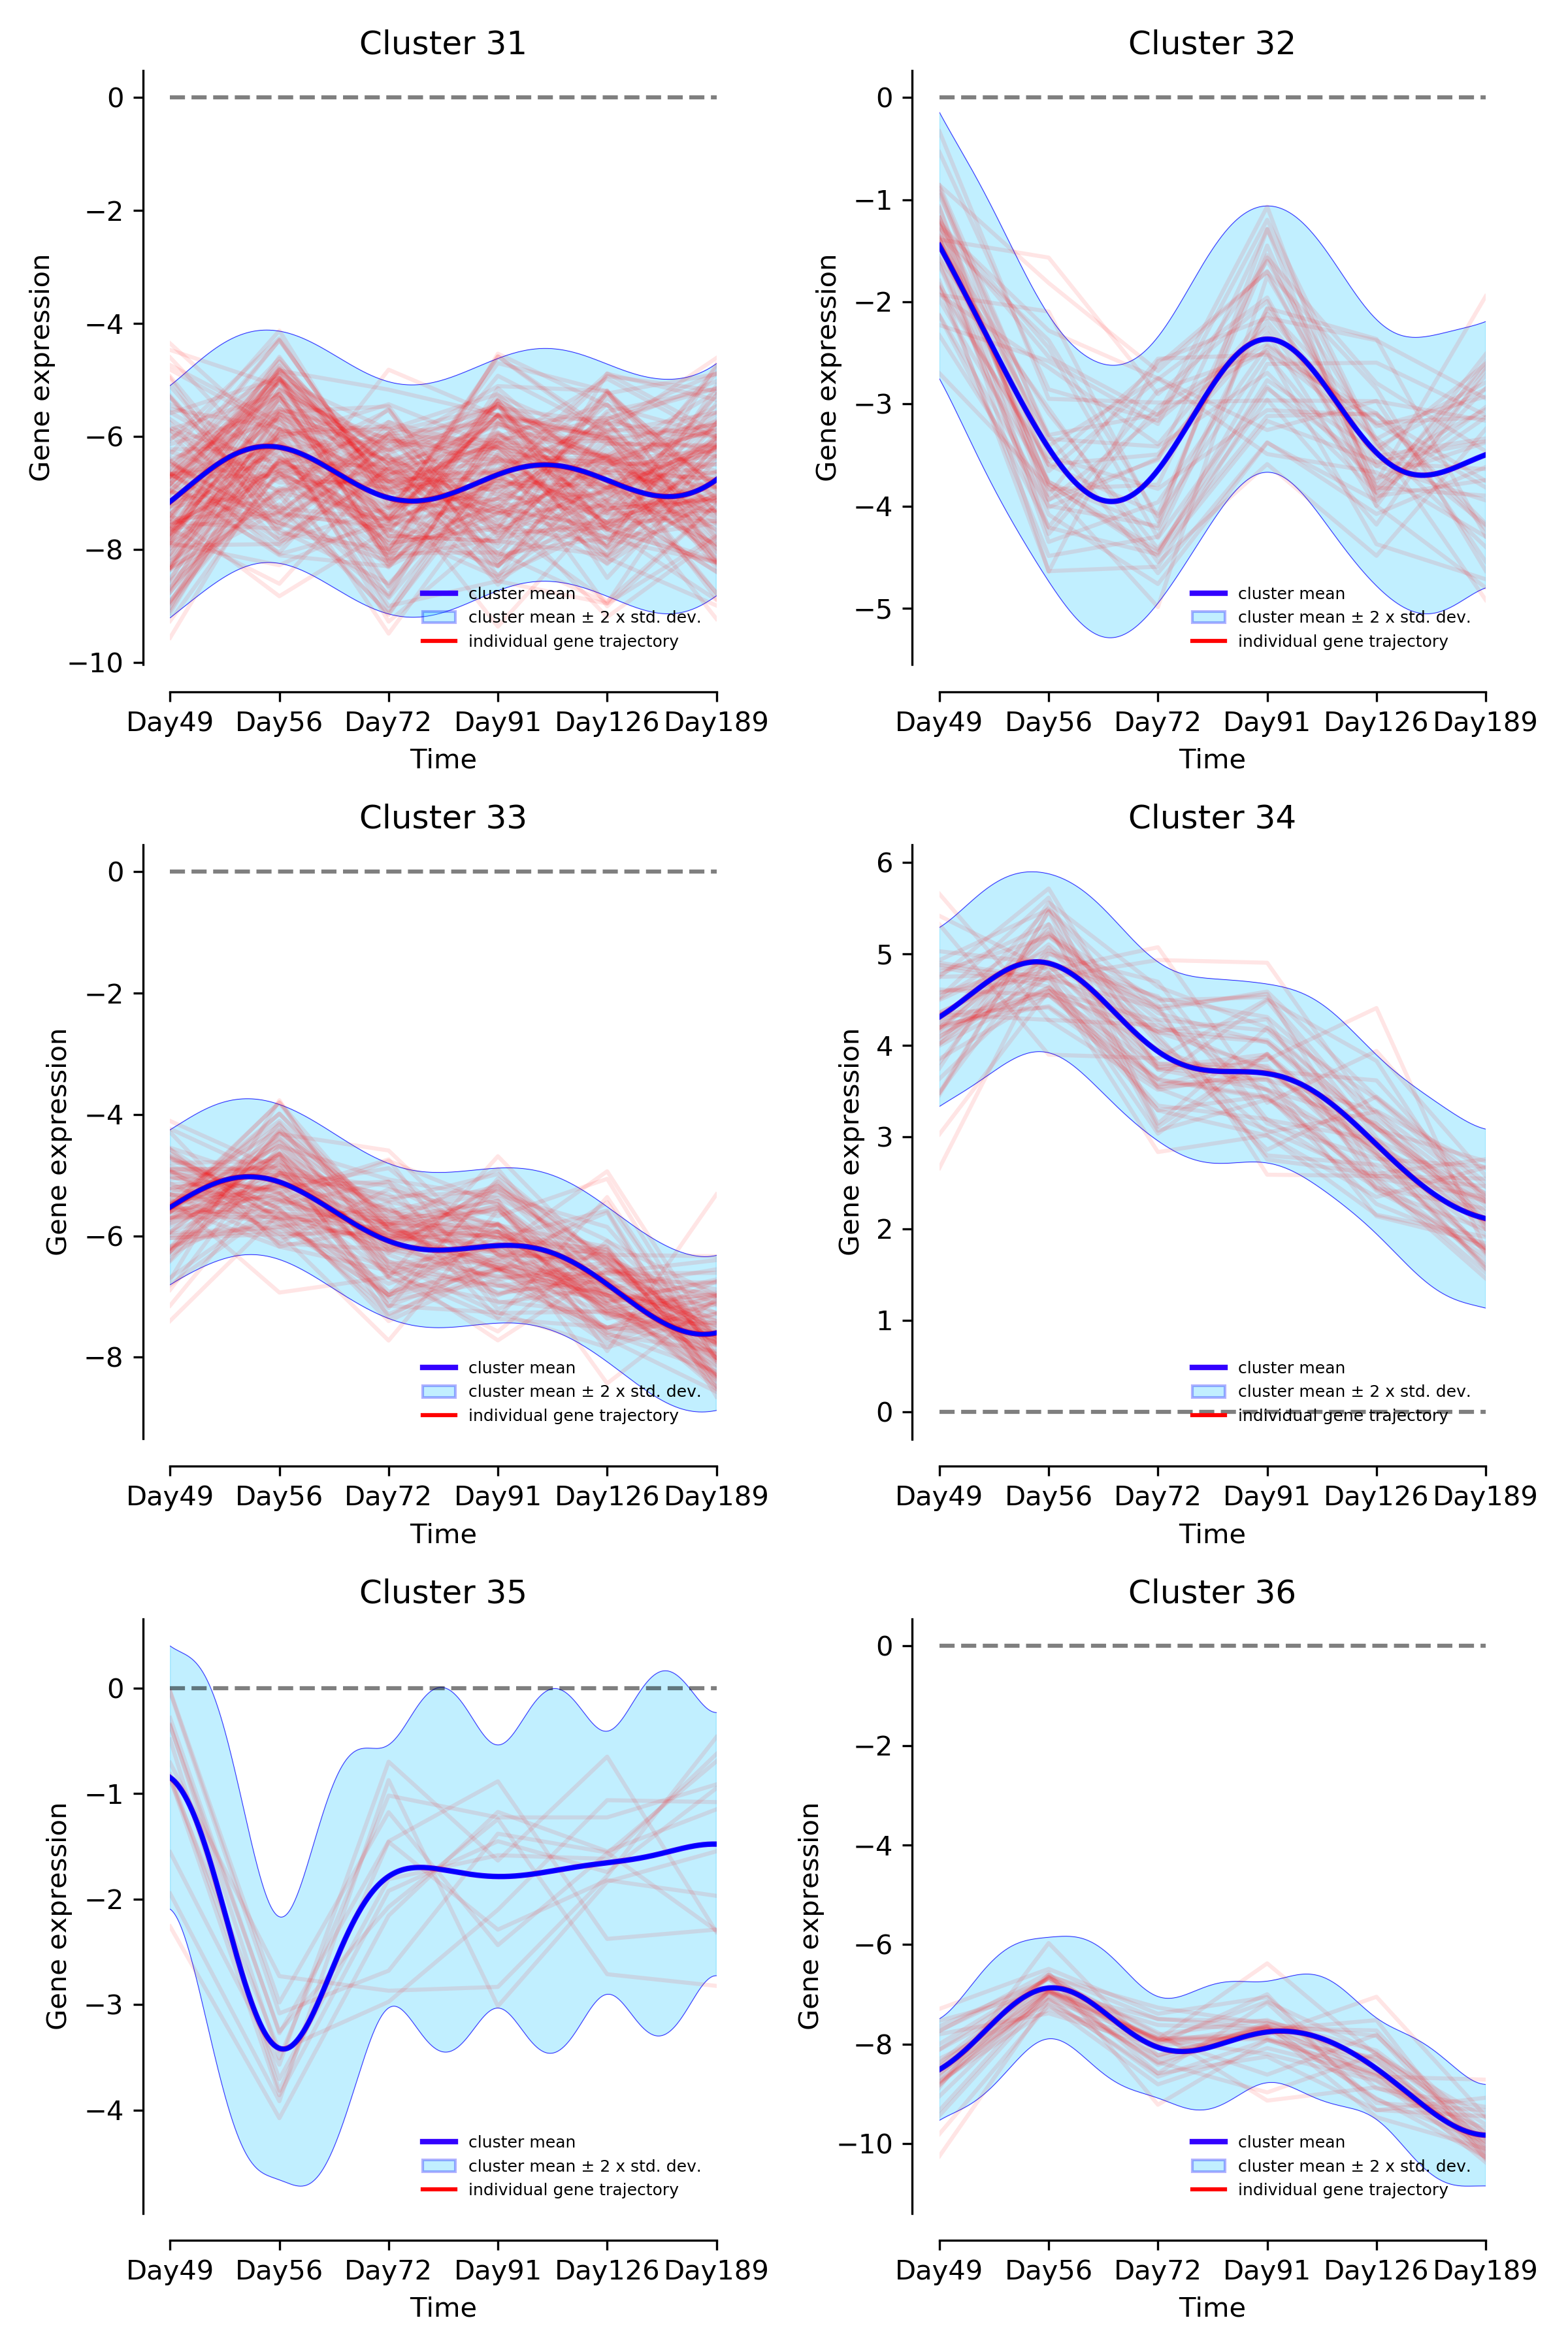 Cluster 31
0
−2
−4
−6
−8
−10
Gene expression
cluster mean
cluster mean ± 2 x std. dev.
individual gene trajectory
Day49 Day56 Day72 Day91 Day126 Day189
Time
Cluster 32
0
−1
−2
−3
−4
−5
Gene expression
cluster mean
cluster mean ± 2 x std. dev.
individual gene trajectory
Day49 Day56 Day72 Day91 Day126 Day189
Time
Cluster 33
0
−2
−4
−6
−8
Gene expression
cluster mean
cluster mean ± 2 x std. dev.
individual gene trajectory
Day49 Day56 Day72 Day91 Day126 Day189
Time
Cluster 34
6
5
4
3
2
1
0
Gene expression
cluster mean
cluster mean ± 2 x std. dev.
individual gene trajectory
Day49 Day56 Day72 Day91 Day126 Day189
Time
Cluster 35
0
−1
−2
−3
−4
Gene expression
cluster mean
cluster mean ± 2 x std. dev.
individual gene trajectory
Day49 Day56 Day72 Day91 Day126 Day189
Time
Cluster 36
0
−2
−4
−6
−8
−10
Gene expression
cluster mean
cluster mean ± 2 x std. dev.
individual gene trajectory
Day49 Day56 Day72 Day91 Day126 Day189
Time